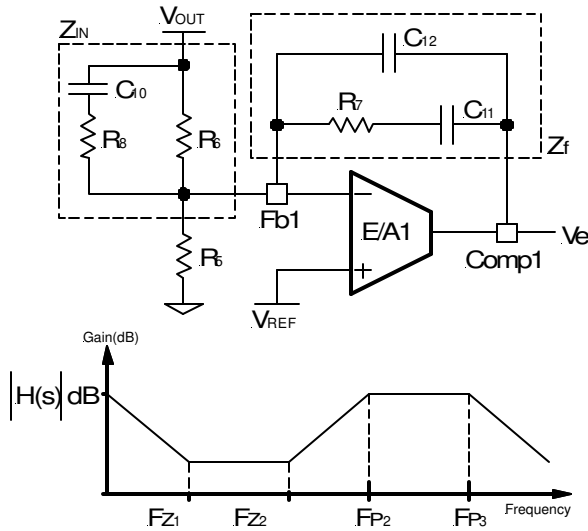 VOUT
ZIN
C10
R8
R6
C12
R7
C11
Zf
Fb1
E/A1
Ve
Comp1
R5
VREF
Gain(dB)
|H(s)| dB
FZ1
FZ2
FP2
FP3
Frequency